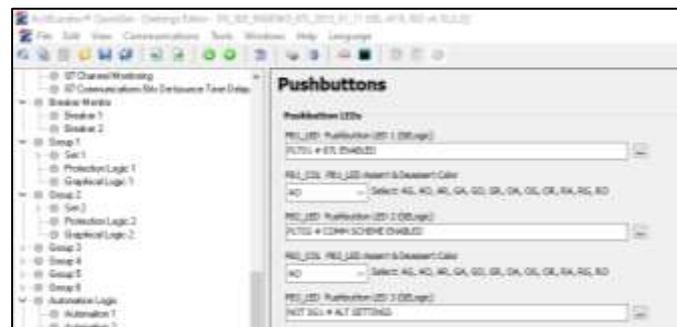 File Edit View Communications Tools Windows Help Language
87 Channel Monitoring
Breaker Monitor
Breaker 1
Breaker 2
Group 1
Set 1
Protection Logic 1
Graphical Logic 1
Group 2
Set 2
Protection Logic 2
Graphical Logic 2
Group 3
Group 4
Group 5
Group 6
Automation Logic
Automation 1
Automation 2
Pushbuttons
Pushbutton LEDs
PB1_LED Pushbutton LED 1 (SELogic)
PB1_COL PB1_LED Assert & Deassert Color
AO
Select: AG, AO, AR, GA, GO, GR, OA, OG, OR, RA, RG, RO
PB2_LED Pushbutton LED 2 (SELogic)
PLT02 # COMM SCHEME ENABLED
PB2_COL PB2_LED Assert & Deassert Color
AO
Select: AG, AO, AR, GA, GO, GR, OA, OG, OR, RA, RG, RO
PB3_LED Pushbutton LED 3 (SELogic)
NOT SG1 # ALT SETTINGS